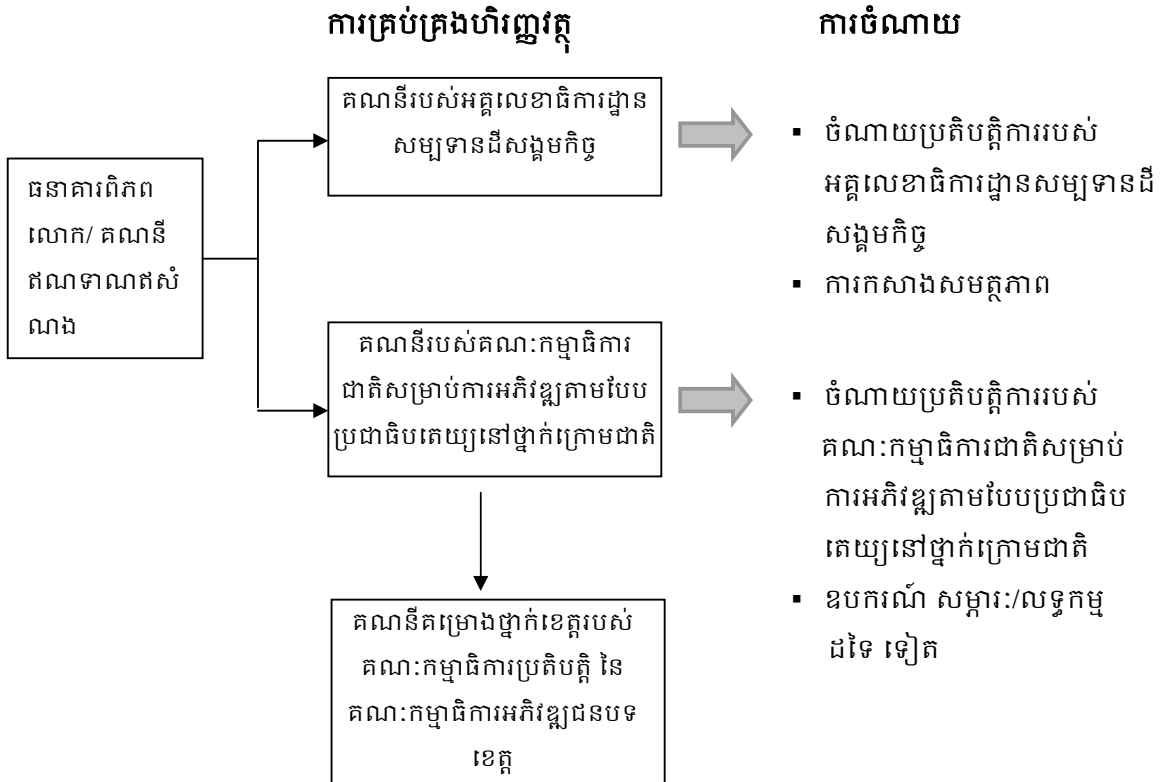 ការគ្រប់គ្រងហិរញ្ញវត្ថុ
ការចំណាយ
ធនាគារពិភព
លោក/ គណនី
ឥណទាណឥសំ
ណង
គណនីរបស់អគ្គលេខាធិការដ្ឋាន
សម្បទានដីសង្គមកិច្ច
▪ ចំណាយប្រតិបត្តិការរបស់
អគ្គលេខាធិការដ្ឋានសម្បទានដី
សង្គមកិច្ច
▪ ការកសាងសមត្ថភាព
គណនីរបស់គណៈកម្មាធិការ
ជាតិសម្រាប់ការអភិវឌ្ឍតាមបែប
ប្រជាធិបតេយ្យនៅថ្នាក់ក្រោមជាតិ
▪ ចំណាយប្រតិបត្តិការរបស់
គណៈកម្មាធិការជាតិសម្រាប់
ការអភិវឌ្ឍតាមបែបប្រជាធិប
តេយ្យនៅថ្នាក់ក្រោមជាតិ
▪ ឧបករណ៍ សម្ភារៈ/លទ្ធកម្ម
ដទៃ ទៀត
គណនីគម្រោងថ្នាក់ខេត្តរបស់
គណៈកម្មាធិការប្រតិបត្តិ នៃ
គណៈកម្មាធិការអភិវឌ្ឍជនបទ
ខេត្ត